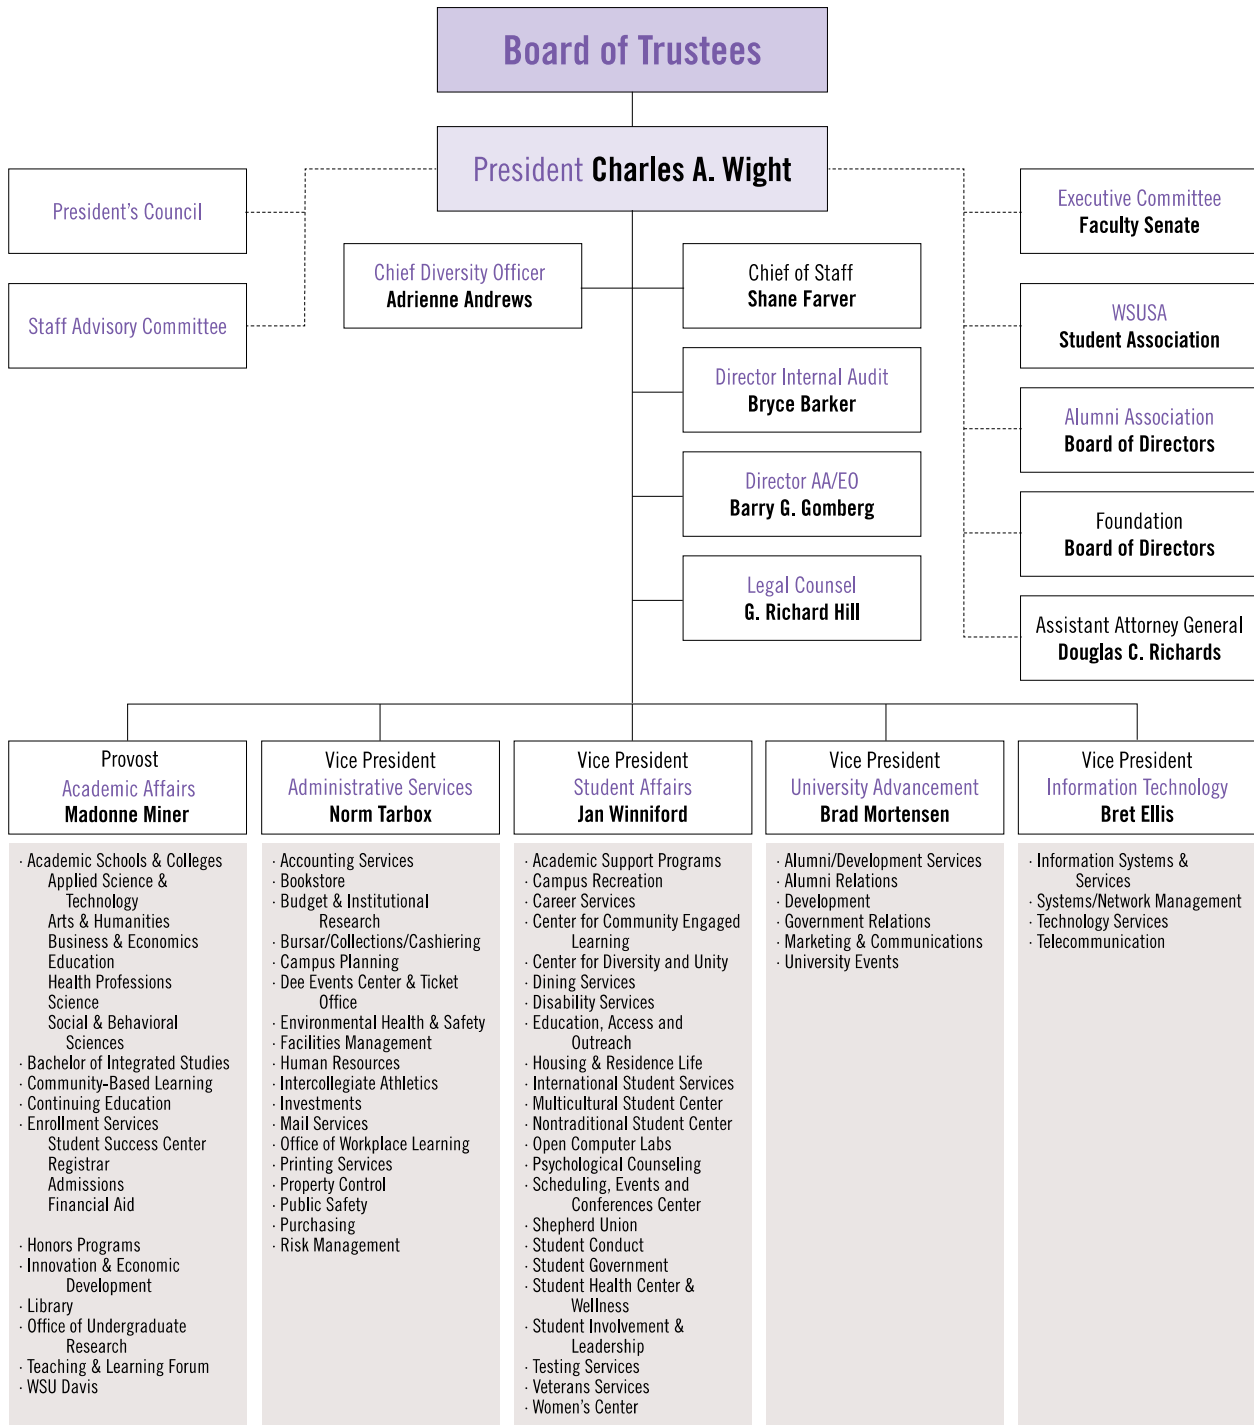 Board of Trustees
President Charles A. Wight
President's Council
Staff Advisory Committee
Chief Diversity Officer
Adrienne Andrews
Chief of Staff
Shane Farver
Director Internal Audit
Bryce Barker
Director AA/EO
Barry G. Gomberg
Legal Counsel
G. Richard Hill
Executive Committee
Faculty Senate
WSUSA
Student Association
Alumni Association
Board of Directors
Foundation
Board of Directors
Assistant Attorney General
Douglas C. Richards
Provost
Academic Affairs
Madonne Miner
· Academic Schools & Colleges
Applied Science &
Technology
Arts & Humanities
Business & Economics
Education
Health Professions
Science
Social & Behavioral
Sciences
· Bachelor of Integrated Studies
· Community-Based Learning
· Continuing Education
· Enrollment Services
Student Success Center
Registrar
Admissions
Financial Aid
· Honors Programs
· Innovation & Economic
Development
· Library
· Office of Undergraduate
Research
· Teaching & Learning Forum
· WSU Davis
Vice President
Administrative Services
Norm Tarbox
· Accounting Services
· Bookstore
· Budget & Institutional
Research
· Bursar/Collections/Cashiering
· Campus Planning
· Dee Events Center & Ticket
Office
· Environmental Health & Safety
· Facilities Management
· Human Resources
· Intercollegiate Athletics
· Investments
· Mail Services
· Office of Workplace Learning
· Printing Services
· Property Control
· Public Safety
· Purchasing
· Risk Management
Vice President
Student Affairs
Jan Winniford
· Academic Support Programs
· Campus Recreation
· Career Services
· Center for Community Engaged
Learning
· Center for Diversity and Unity
· Dining Services
· Disability Services
· Education, Access and
Outreach
· Housing & Residence Life
· International Student Services
· Multicultural Student Center
· Nontraditional Student Center
· Open Computer Labs
· Psychological Counseling
· Scheduling, Events and
Conferences Center
· Shepherd Union
· Student Conduct
· Student Government
· Student Health Center &
Wellness
· Student Involvement &
Leadership
· Testing Services
· Veterans Services
· Women's Center
Vice President
University Advancement
Brad Mortensen
· Alumni/Development Services
· Alumni Relations
· Development
· Government Relations
· Marketing & Communications
· University Events
Vice President
Information Technology
Bret Ellis
· Information Systems &
Services
· Systems/Network Management
· Technology Services
· Telecommunication